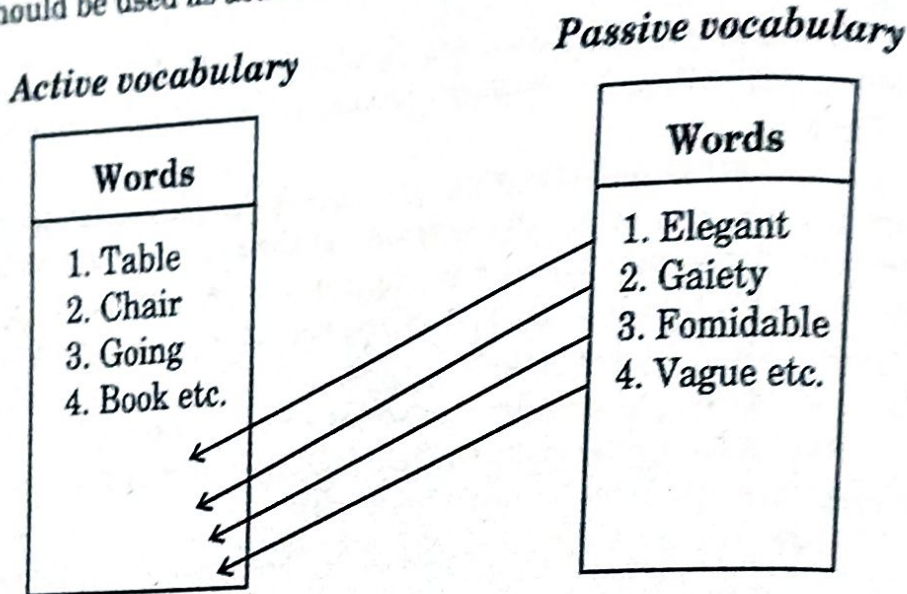 should be used as
Passive vocabulary
Active vocabulary
Words
1. Table
2. Chair
3. Going
4. Book etc.
Words
1. Elegant
2. Gaiety
3. Fomidable
4. Vague etc.